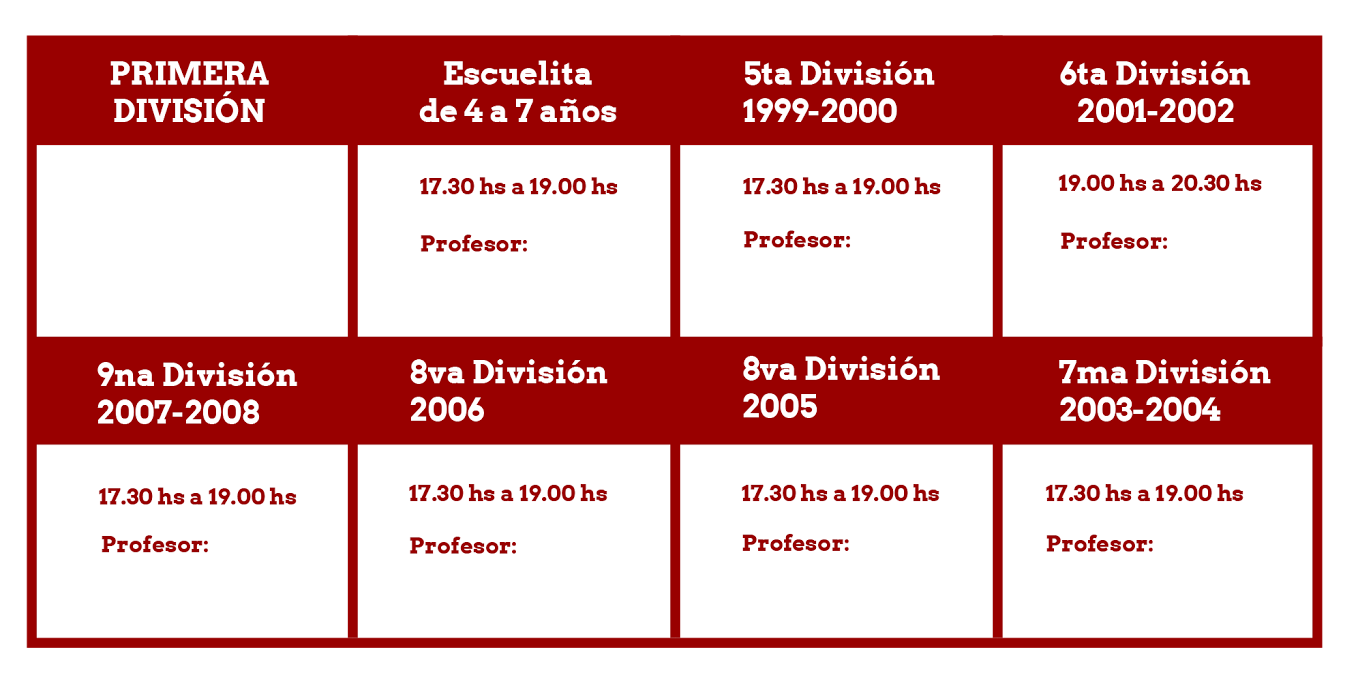 PRIMERA
DIVISIÓN
Escuelita
de 4 a 7 años
17.30 hs a 19.00 hs
Profesor:
5ta División
1999-2000
17.30 hs a 19.00 hs
Profesor:
6ta División
2001-2002
19.00 hs a 20.30 hs
Profesor:
9na División
2007-2008
17.30 hs a 19.00 hs
Profesor:
8va División
2006
17.30 hs a 19.00 hs
Profesor:
8va División
2005
17.30 hs a 19.00 hs
Profesor:
7ma División
2003-2004
17.30 hs a 19.00 hs
Profesor: